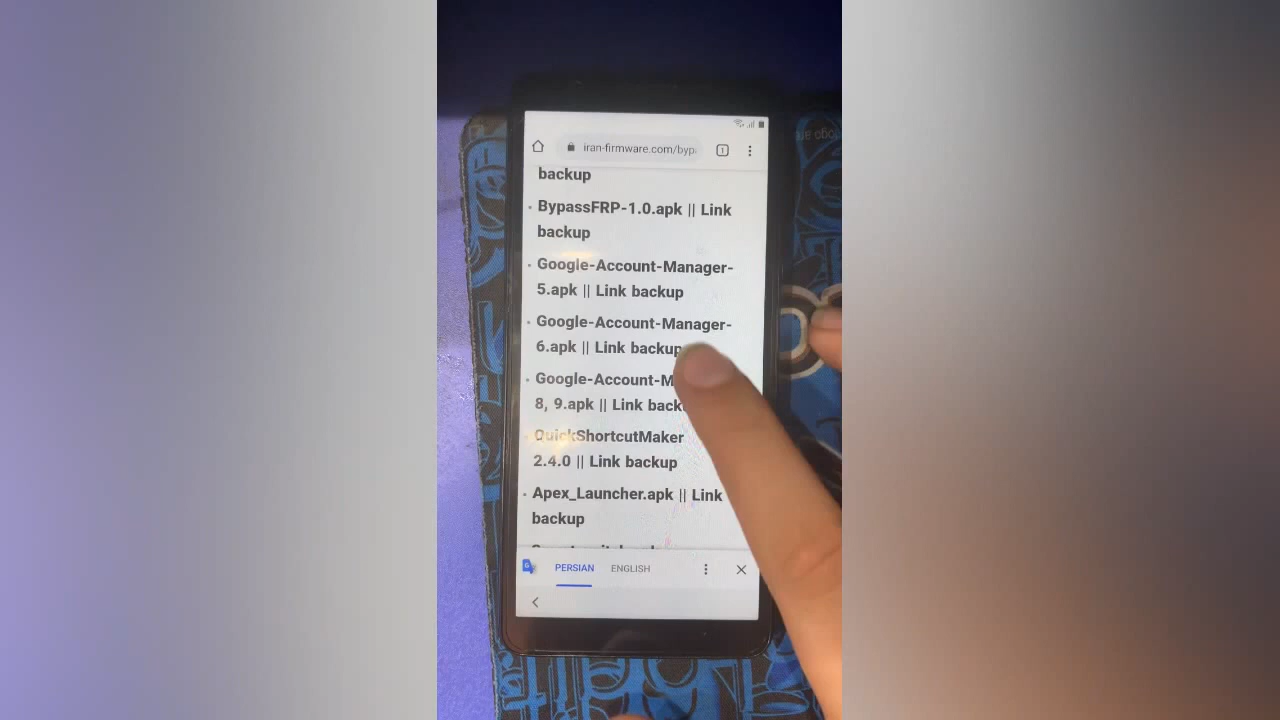 iran-firmware.com/byp
1
backup
BypassFRP-1.0.apk || Link
backup
Google-Account-Manager-
5.apk || Link backup
Google-Account-Manager-
6.apk || Link backup
Google-Account-M
8, 9.apk || Link back
QuickShortcutMaker
2.4.0 || Link backup
Apex_Launcher.apk || Link
backup
PERSIAN ENGLISH